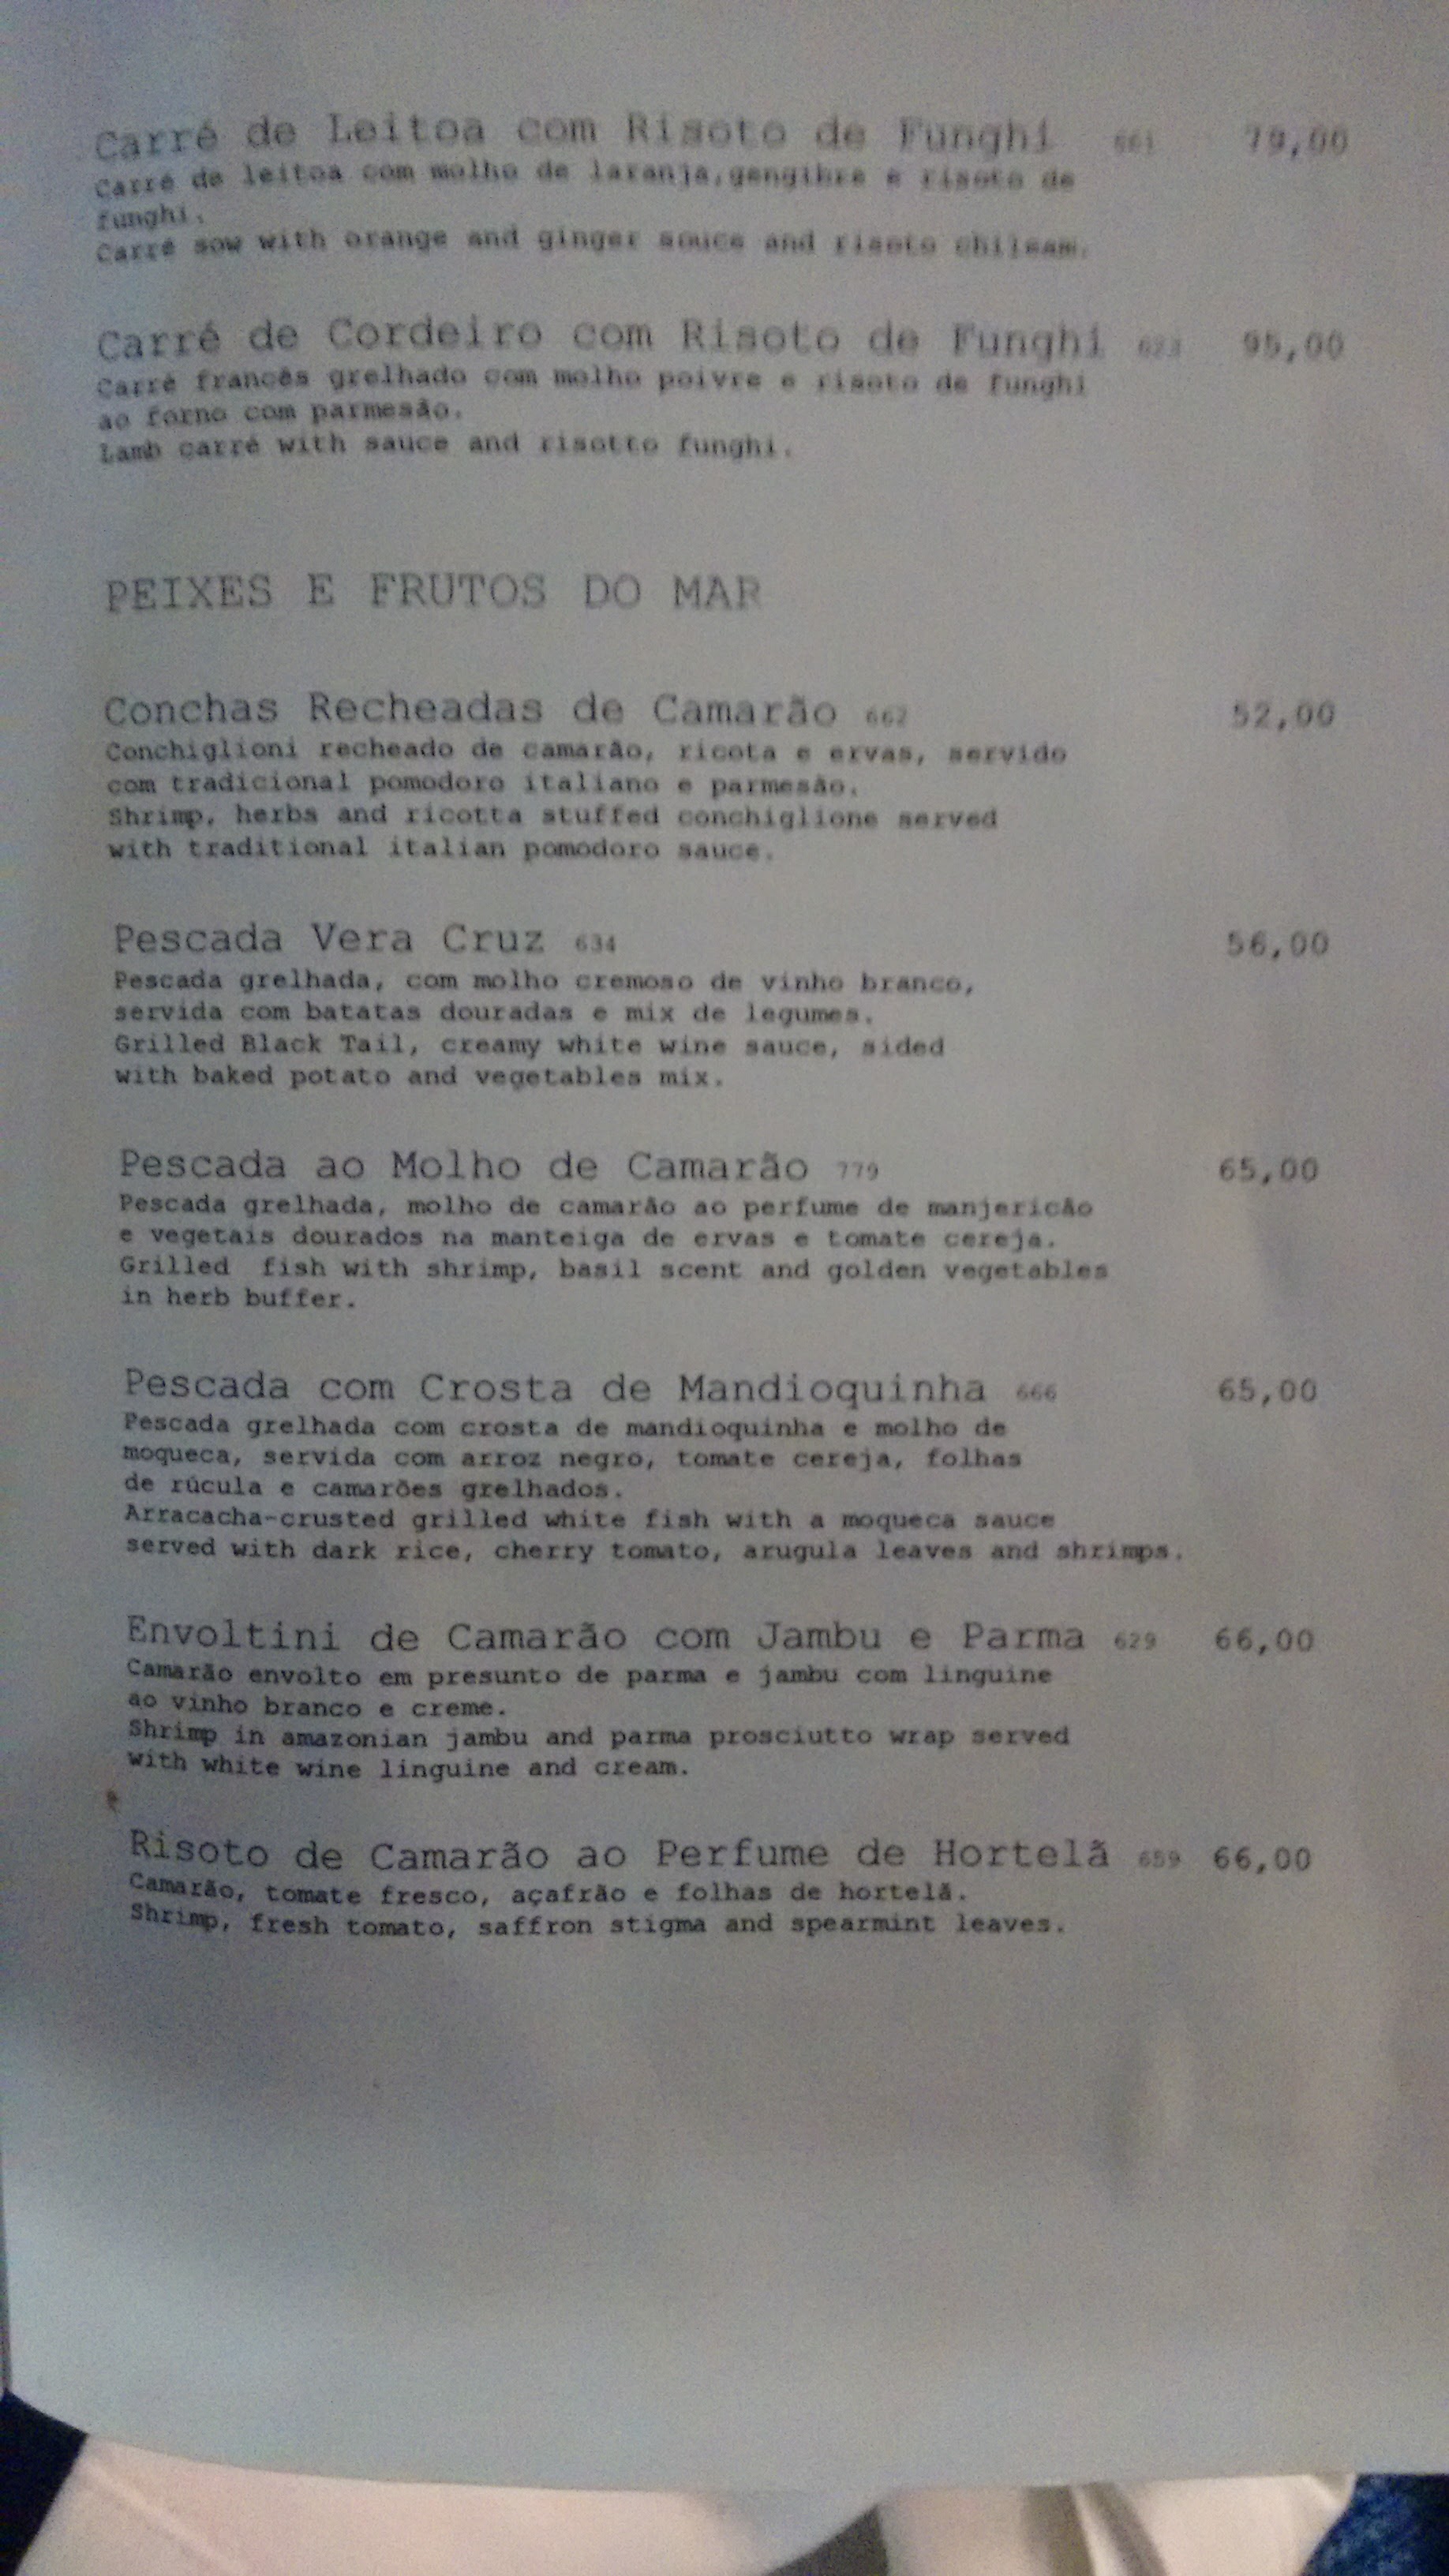 Carré de Leitoa com Risoto de Funghi 661 79,00
Carré de leitoa com molho de laranja,gengibre e risoto de
funghi.
Carré sow with orange and ginger souce and risoto
Carré de Cordeiro com Risoto de Funghi 95,00
Carré francês grelhado com molho poivre e risoto de funghi
ao forno com parmesão.
Lamb carré with sauce and risotto funghi.
PEIXES E FRUTOS DO MAR
Conchas Recheadas de Camarão 662 52,00
Conchiglioni recheado de camarão, ricota e ervas, servido
com tradicional pomodoro italiano e parmesão.
Shrimp, herbs and ricotta stuffed conchiglione served
with traditional italian pomodoro sauce.
Pescada Vera Cruz 634 56,00
Pescada grelhada, com molho cremoso de vinho branco,
servida com batatas douradas e mix de legumes.
Grilled Black Tail, creamy white wine sauce, sided
with baked potato and vegetables mix.
Pescada ao Molho de Camarão 779 65,00
Pescada grelhada, molho de camarão ao perfume de manjericão
e vegetais dourados na manteiga de ervas e tomate cereja.
Grilled fish with shrimp, basil scent and golden vegetables
in herb buffer.
Pescada com Crosta de Mandioquinha 666 65,00
Pescada grelhada com crosta de mandioquinha e molho de
moqueca, servida com arroz negro, tomate cereja, folhas
de rúcula e camarões grelhados.
Arracacha-crusted grilled white fish with a moqueca sauce
served with dark rice, cherry tomato, arugula leaves and shrimps.
Envoltini de Camarão com Jambu e Parma 629 66,00
Camarão envolto em presunto de parma e jambu com linguine
ao vinho branco e creme.
Shrimp in amazonian jambu and parma prosciutto wrap served
with white wine linguine and cream.
Risoto de Camarão ao Perfume de Hortelã 659 66,00
Camarão, tomate fresco, açafrão e folhas de hortelã.
Shrimp, fresh tomato, saffron stigma and spearmint leaves.